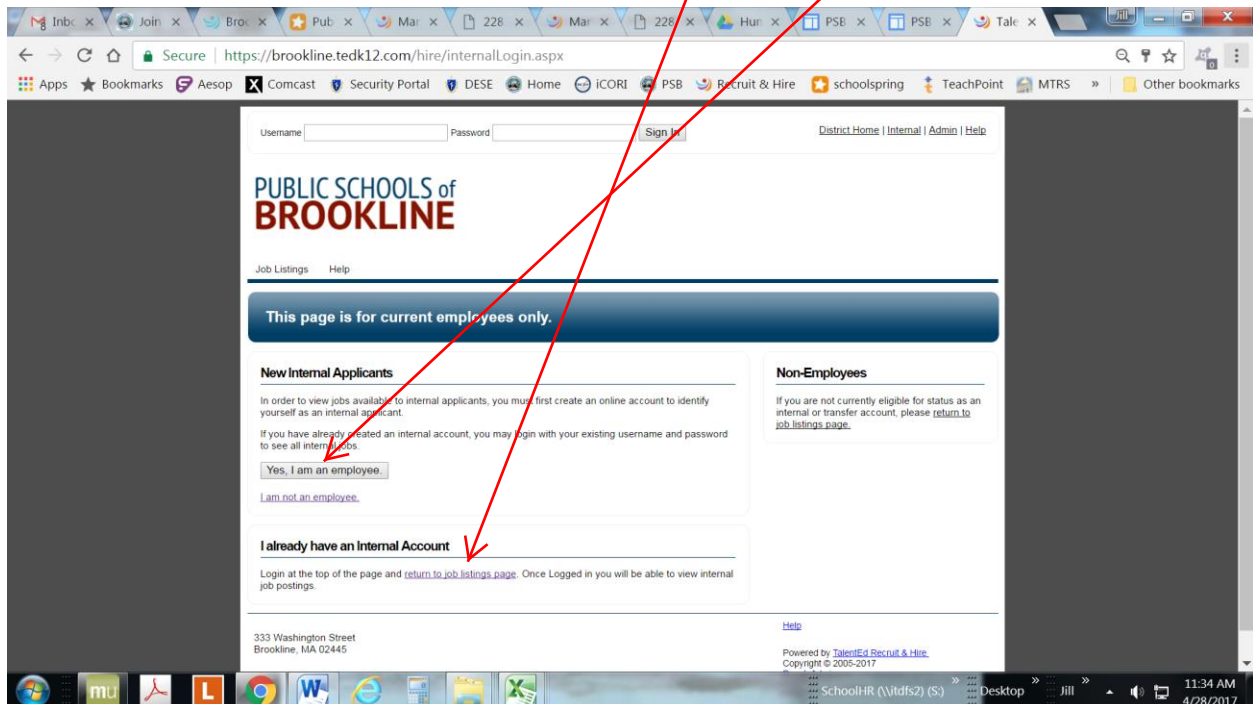 Inbc Join Broc Pub Mar 228 Mar 228 Hun PSB PSB Tale Jill
Secure https://brookline.tedk12.com/hire/internalLogin.aspx
Apps Bookmarks Aesop Comcast Security Portal DESE Home iCORI PSB Recruit & Hire schoolspring TeachPoint MTRS » Other bookmarks
Username Password Sign In District Home | Internal | Admin | Help
PUBLIC SCHOOLS of
BROOKLINE
Job Listings Help
This page is for current employees only.
New Internal Applicants
In order to view jobs available to internal applicants, you must first create an online account to identify
yourself as an internal applicant.
If you have already created an internal account, you may login with your existing username and password
to see all internal jobs.
Yes, I am an employee.
I am not an employee.
Non-Employees
If you are not currently eligible for status as an
internal or transfer account, please return to
job listings page.
I already have an Internal Account
Login at the top of the page and return to job listings page. Once Logged in you will be able to view internal
job postings.
333 Washington Street
Brookline, MA 02445
Help
Powered by TalentEd Recruit & Hire
Copyright © 2005-2017
mu L W SchoolHR (\\itdfs2) (S:) » Desktop » Jill » 11:34 AM
4/28/2017